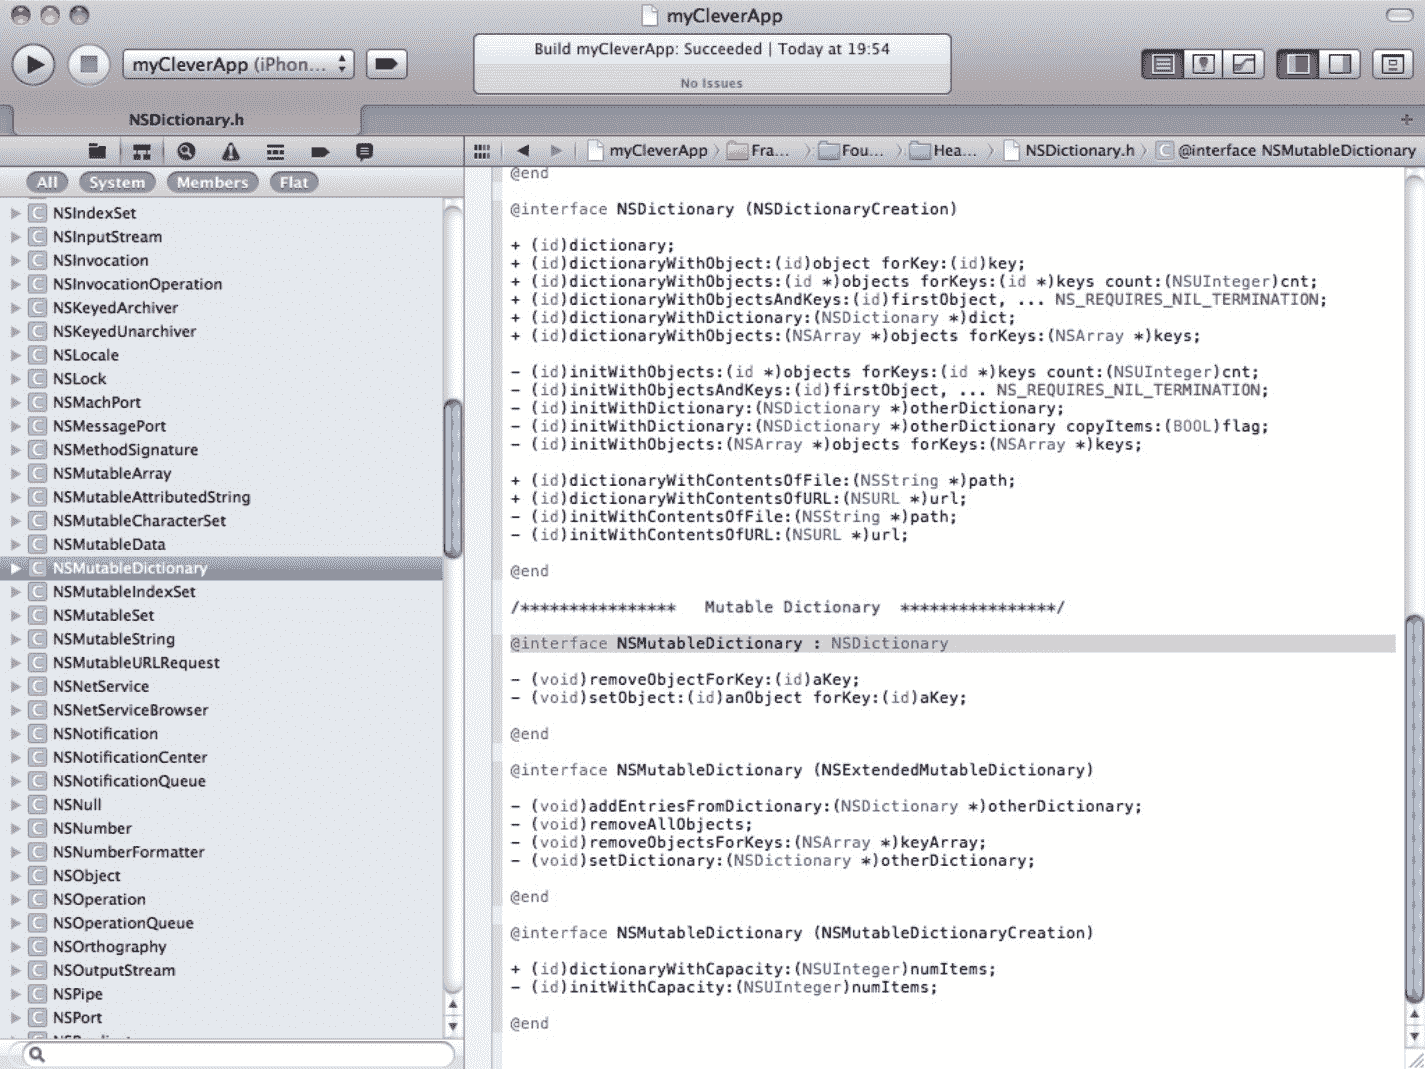 myCleverApp
myCleverApp (iPhon...
Build myCleverApp: Succeeded | Today at 19:54
No Issues
NSDictionary.h
myCleverApp
Fra...
Fou...
Hea...
NSDictionary.h
@interface NSMutableDictionary
All
System
Members
Flat
NSIndexSet
NSInputStream
NSInvocation
NSInvocationOperation
NSKeyedArchiver
NSKeyedUnarchiver
NSLocale
NSLock
NSMachPort
NSMessagePort
NSMethodSignature
NSMutableArray
NSMutableAttributedString
NSMutableCharacterSet
NSMutableData
NSMutableDictionary
NSMutableIndexSet
NSMutableSet
NSMutableString
NSMutableURLRequest
NSNetService
NSNetServiceBrowser
NSNotification
NSNotificationCenter
NSNotificationQueue
NSNull
NSNumber
NSNumberFormatter
NSObject
NSOperation
NSOperationQueue
NSOrthography
NSOutputStream
NSPipe
NSPort
@end
@interface NSDictionary (NSDictionaryCreation)
+ (id)dictionary;
+ (id)dictionaryWithObject:(id)object forKey:(id)key;
+ (id)dictionaryWithObjects:(id *)objects forKeys:(id *)keys count:(NSUInteger)cnt;
+ (id)dictionaryWithObjectsAndKeys:(id)firstObject, ... NS_REQUIRES_NIL_TERMINATION;
+ (id)dictionaryWithDictionary:(NSDictionary *)dict;
+ (id)dictionaryWithObjects:(NSArray *)objects forKeys:(NSArray *)keys;
- (id)initWithObjects:(id *)objects forKeys:(id *)keys count:(NSUInteger)cnt;
- (id)initWithObjectsAndKeys:(id)firstObject, ... NS_REQUIRES_NIL_TERMINATION;
- (id)initWithDictionary:(NSDictionary *)otherDictionary;
- (id)initWithDictionary:(NSDictionary *)otherDictionary copyItems:(BOOL)flag;
- (id)initWithObjects:(NSArray *)objects forKeys:(NSArray *)keys;
+ (id)dictionaryWithContentsOfFile:(NSString *)path;
+ (id)dictionaryWithContentsOfURL:(NSURL *)url;
- (id)initWithContentsOfFile:(NSString *)path;
- (id)initWithContentsOfURL:(NSURL *)url;
@end
/**************** Mutable Dictionary ****************/
@interface NSMutableDictionary : NSDictionary
- (void)removeObjectForKey:(id)aKey;
- (void)setObject:(id)anObject forKey:(id)aKey;
@end
@interface NSMutableDictionary (NSExtendedMutableDictionary)
- (void)addEntriesFromDictionary:(NSDictionary *)otherDictionary;
- (void)removeAllObjects;
- (void)removeObjectsForKeys:(NSArray *)keyArray;
- (void)setDictionary:(NSDictionary *)otherDictionary;
@end
@interface NSMutableDictionary (NSMutableDictionaryCreation)
+ (id)dictionaryWithCapacity:(NSUInteger)numItems;
- (id)initWithCapacity:(NSUInteger)numItems;
@end